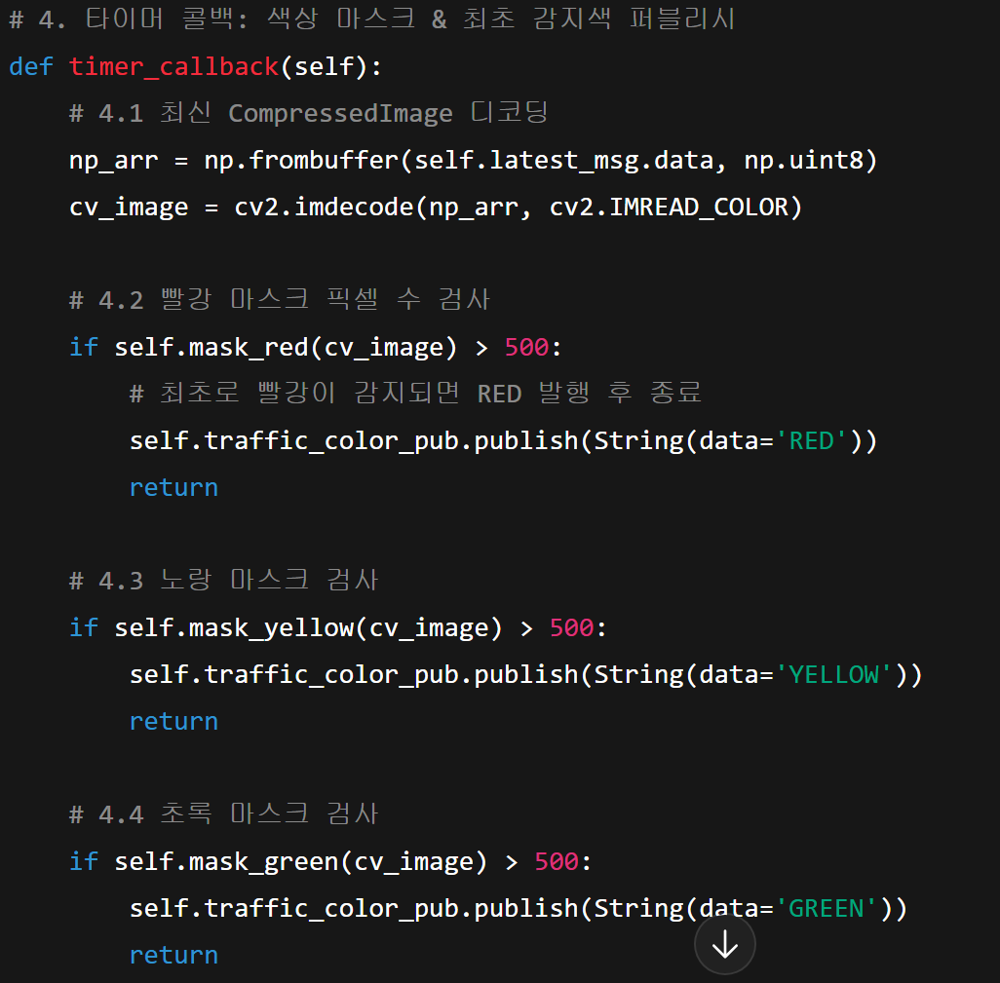 # 4. 타이머 콜백: 색상 마스크 & 최초 감지색 퍼블리시
def timer_callback(self):
    # 4.1 최신 CompressedImage 디코딩
    np_arr = np.frombuffer(self.latest_msg.data, np.uint8)
    cv_image = cv2.imdecode(np_arr, cv2.IMREAD_COLOR)

    # 4.2 빨강 마스크 픽셀 수 검사
    if self.mask_red(cv_image) > 500:
        # 최초로 빨강이 감지되면 RED 발행 후 종료
        self.traffic_color_pub.publish(String(data='RED'))
        return

    # 4.3 노랑 마스크 검사
    if self.mask_yellow(cv_image) > 500:
        self.traffic_color_pub.publish(String(data='YELLOW'))
        return

    # 4.4 초록 마스크 검사
    if self.mask_green(cv_image) > 500:
        self.traffic_color_pub.publish(String(data='GREEN'))
        return